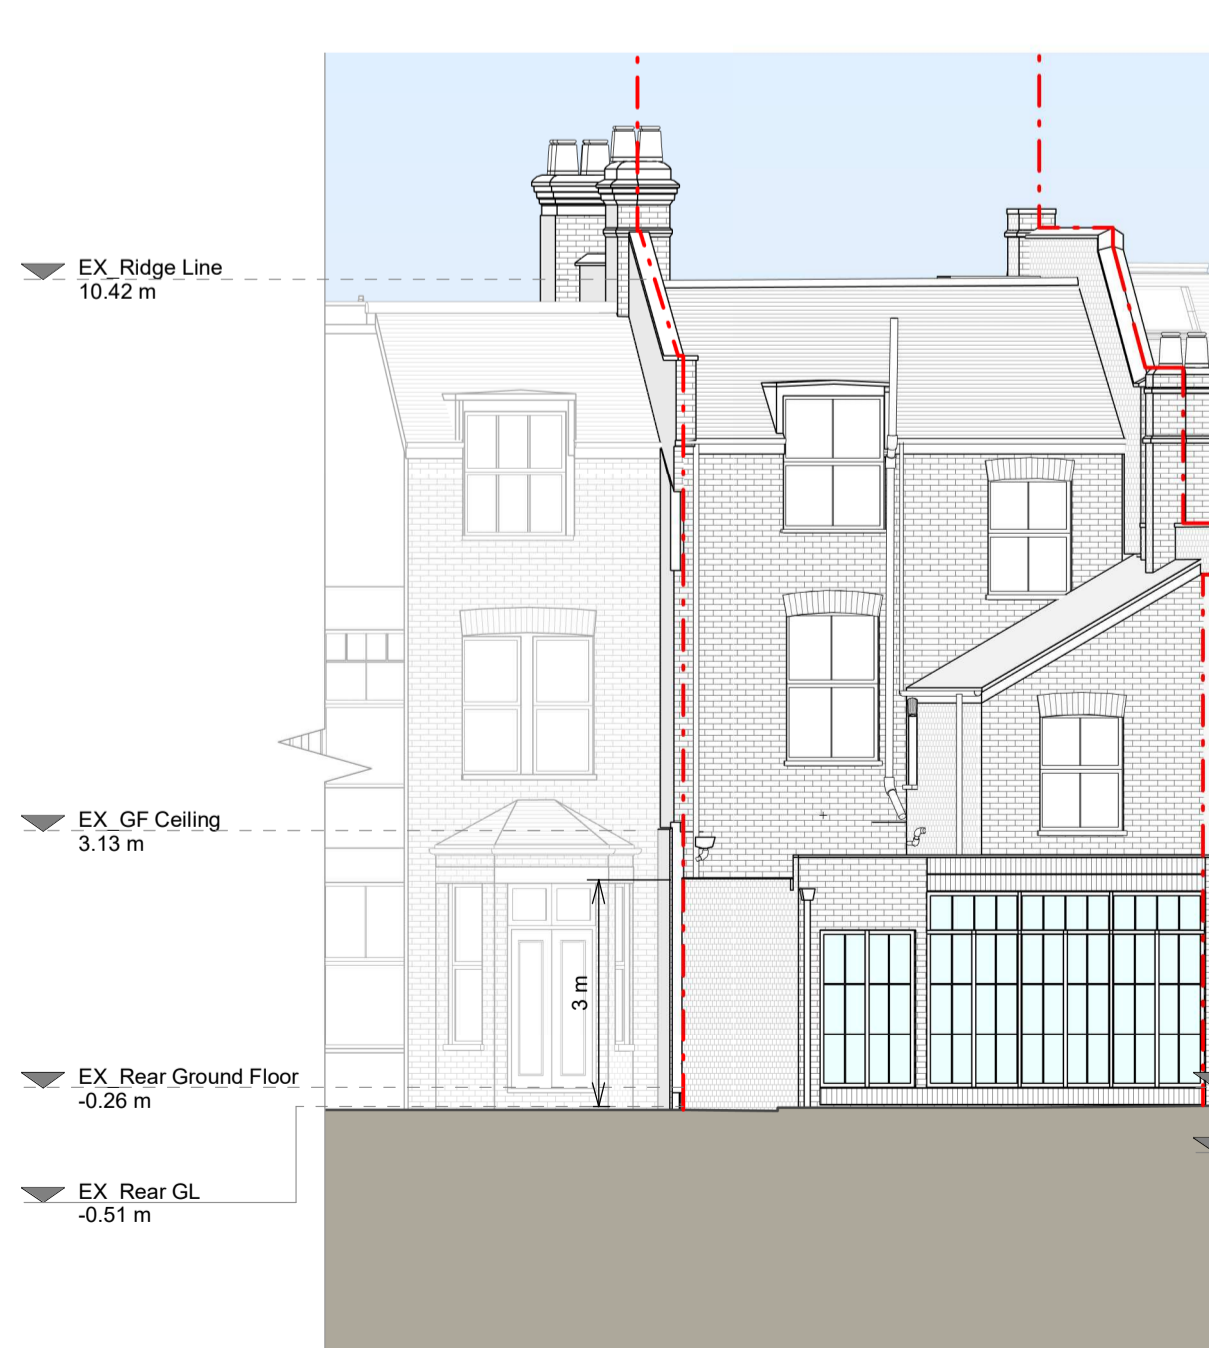 EX_Ridge Line
10.42 m
EX_GF Ceiling
3.13 m
3 m
EX_Rear Ground Floor
-0.26 m
EX_Rear GL
-0.51 m